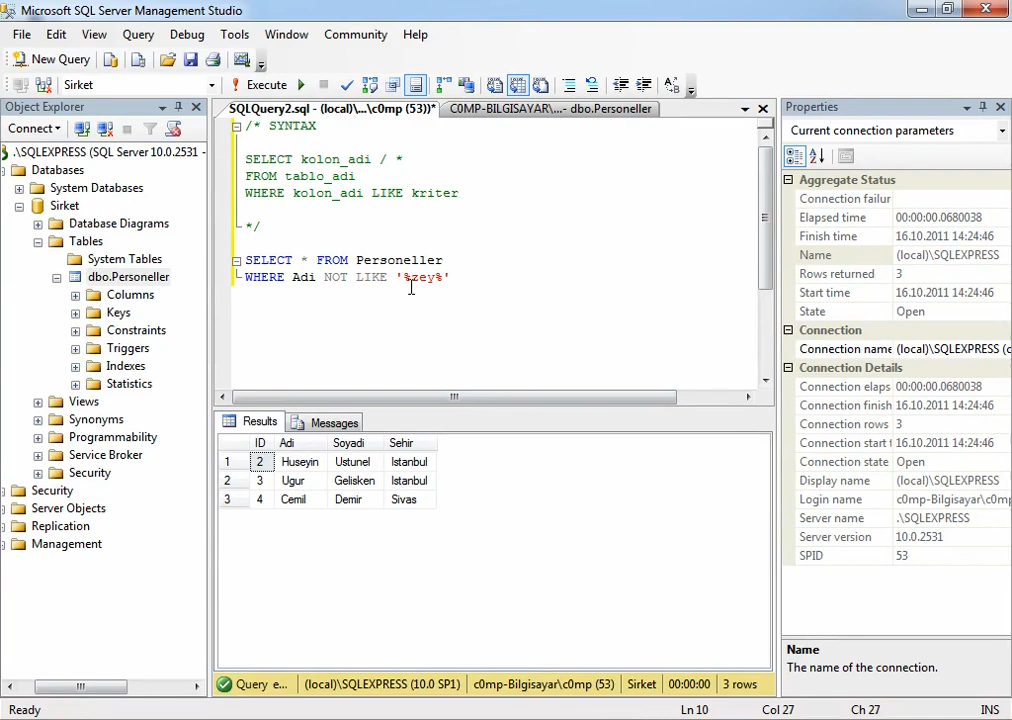 Microsoft SQL Server Management Studio
File Edit View Query Debug Tools Window Community Help
New Query
Sirket Execute
Object Explorer
Connect
.\SQLEXPRESS (SQL Server 10.0.2531 -
Databases
System Databases
Sirket
Database Diagrams
Tables
System Tables
dbo.Personeller
Columns
Keys
Constraints
Triggers
Indexes
Statistics
Views
Synonyms
Programmability
Service Broker
Security
Security
Server Objects
Replication
Management
SQLQuery2.sql - (local)\...\c0mp (53))* C0MP-BILGISAYAR\...- dbo.Personeller
/* SYNTAX
SELECT kolon_adi / *
FROM tablo_adi
WHERE kolon_adi LIKE kriter
*/
SELECT * FROM Personeller
WHERE Adi NOT LIKE '%zey%'
Results Messages
ID Adi Soyadi Sehir
1 2 Huseyin Ustunel Istanbul
2 3 Ugur Gelisken Istanbul
3 4 Cemil Demir Sivas
Query e... (local)\SQLEXPRESS (10.0 SP1) c0mp-Bilgisayar\c0mp (53) Sirket 00:00:00 3 rows
Properties
Current connection parameters
Aggregate Status
Connection failur
Elapsed time 00:00:00.0680038
Finish time 16.10.2011 14:24:46
Name (local)\SQLEXPRESS
Rows returned 3
Start time 16.10.2011 14:24:46
State Open
Connection
Connection name (local)\SQLEXPRESS (c
Connection Details
Connection elaps 00:00:00.0680038
Connection finish 16.10.2011 14:24:46
Connection rows 3
Connection start t 16.10.2011 14:24:46
Connection state Open
Display name (local)\SQLEXPRESS
Login name c0mp-Bilgisayar\c0m
Server name .\SQLEXPRESS
Server version 10.0.2531
SPID 53
Name
The name of the connection.
Ready Ln 10 Col 27 Ch 27 INS